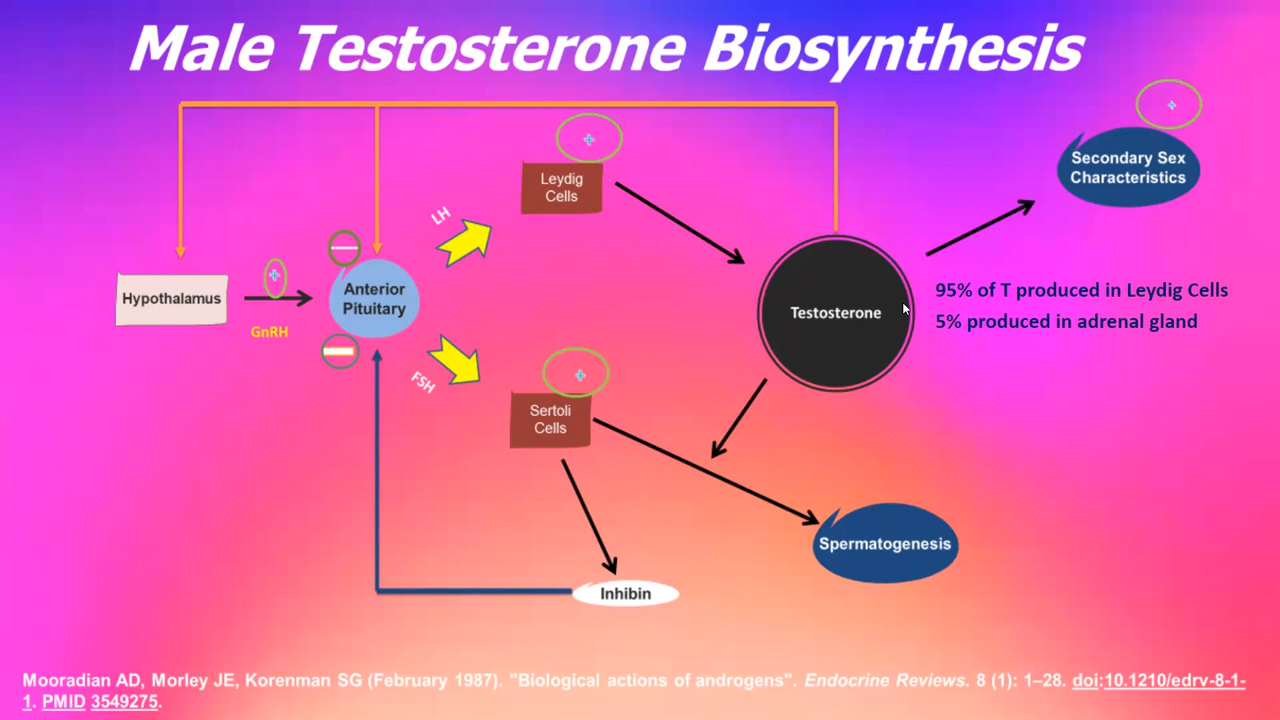 Male Testosterone Biosynthesis
Secondary Sex
Characteristics
Leydig
Cells
LH
Hypothalamus
GnRH
Anterior
Pituitary
Testosterone
95% of T produced in Leydig Cells
5% produced in adrenal gland
FSH
Sertoli
Cells
Spermatogenesis
Inhibin
Mooradian AD, Morley JE, Korenman SG (February 1987). "Biological actions of androgens". Endocrine Reviews. 8 (1): 1–28. doi:10.1210/edrv-8-1-
1. PMID 3549275.